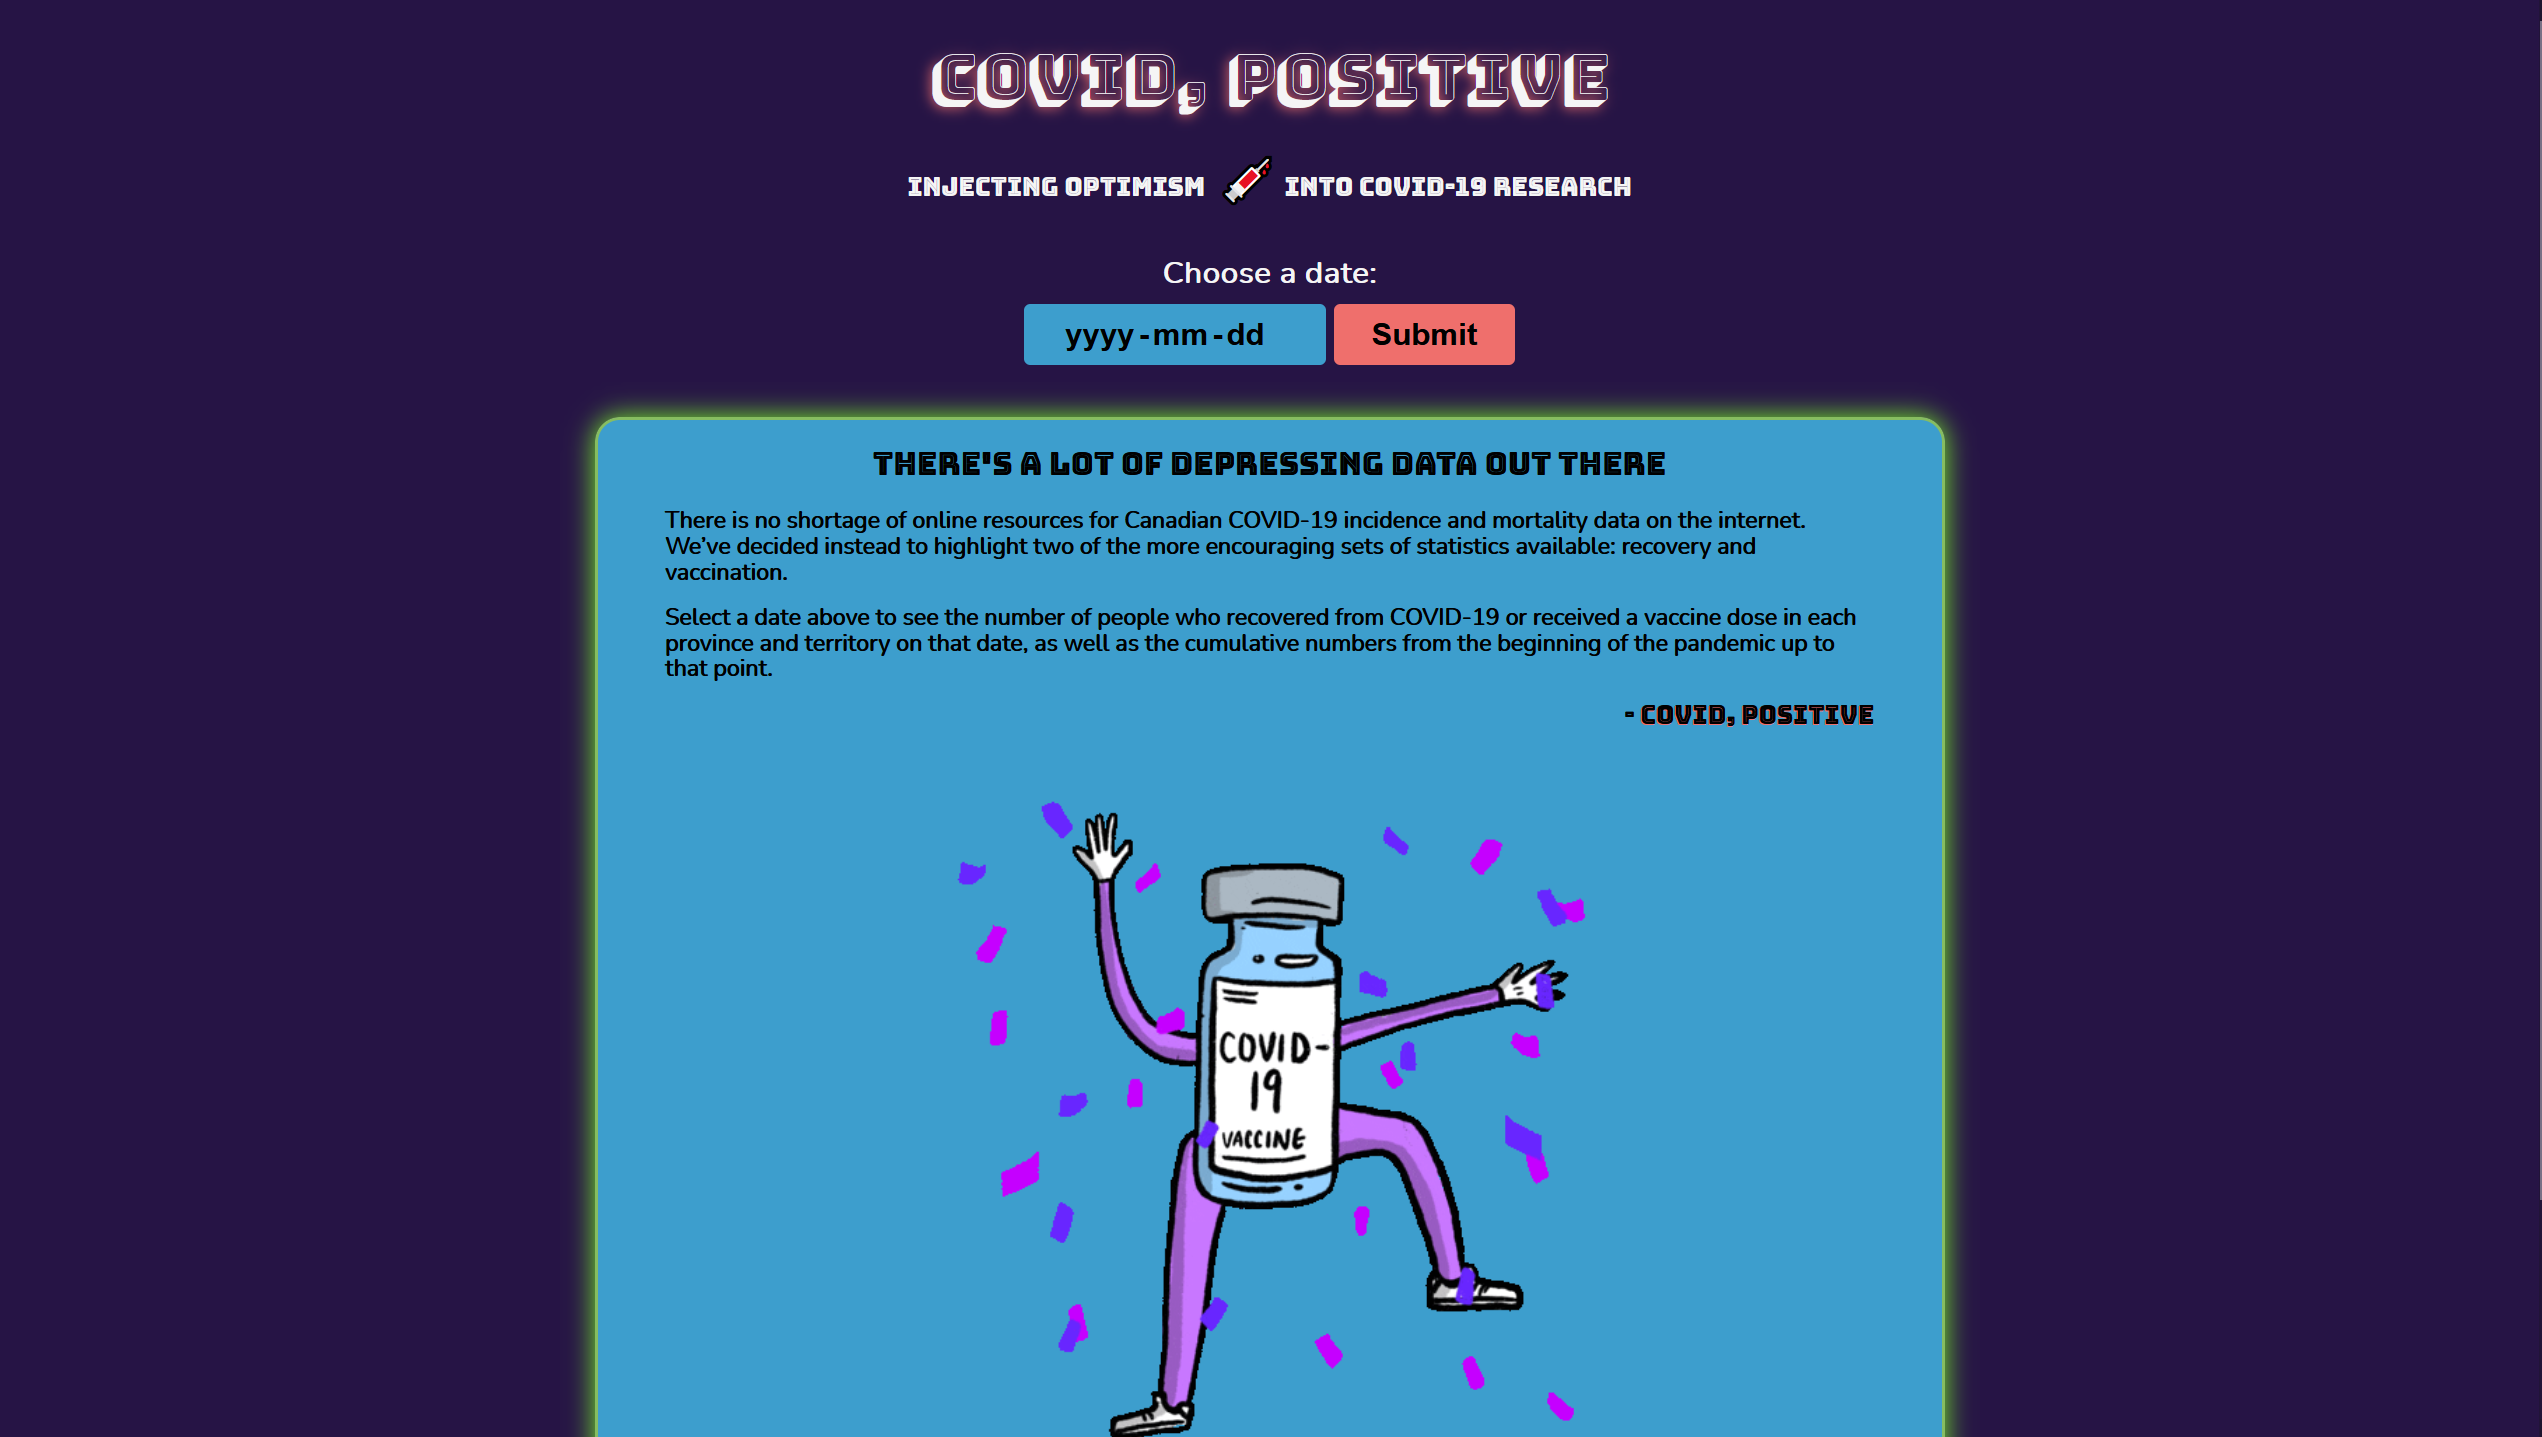 COVID, POSITIVE
INJECTING OPTIMISM INTO COVID-19 RESEARCH
Choose a date:
yyyy-mm-dd Submit
THERE'S A LOT OF DEPRESSING DATA OUT THERE
There is no shortage of online resources for Canadian COVID-19 incidence and mortality data on the internet.
We’ve decided instead to highlight two of the more encouraging sets of statistics available: recovery and
vaccination.
Select a date above to see the number of people who recovered from COVID-19 or received a vaccine dose in each
province and territory on that date, as well as the cumulative numbers from the beginning of the pandemic up to
that point.
- COVID, POSITIVE
COVID-
19
VACCINE